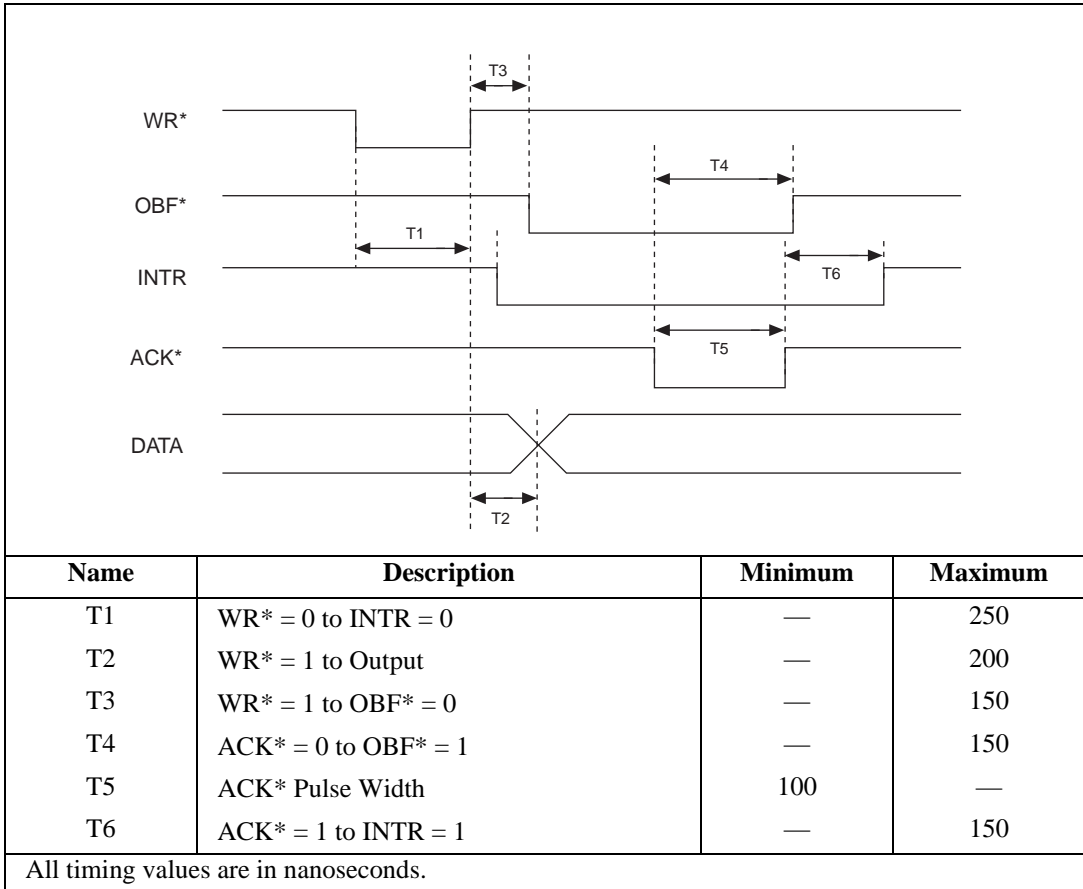 T3
WR*
T4
OBF*
T1
INTR
T6
ACK*
T5
DATA
T2
Name Description Minimum Maximum
T1 WR* = 0 to INTR = 0 — 250
T2 WR* = 1 to Output — 200
T3 WR* = 1 to OBF* = 0 — 150
T4 ACK* = 0 to OBF* = 1 — 150
T5 ACK* Pulse Width 100 —
T6 ACK* = 1 to INTR = 1 — 150
All timing values are in nanoseconds.